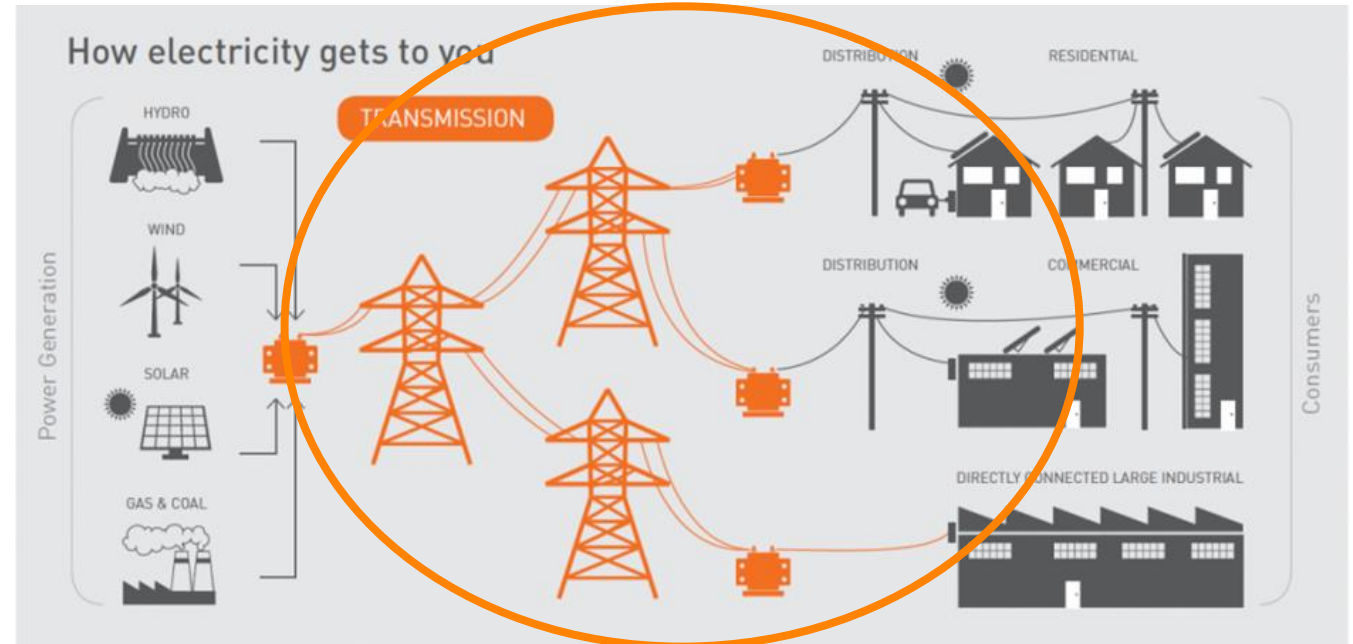 How electricity gets to you
TRANSMISSION
Power Generation
HYDRO
WIND
SOLAR
GAS & COAL
DISTRIBUTION
RESIDENTIAL
DISTRIBUTION
COMMERCIAL
DIRECTLY CONNECTED LARGE INDUSTRIAL
Consumers